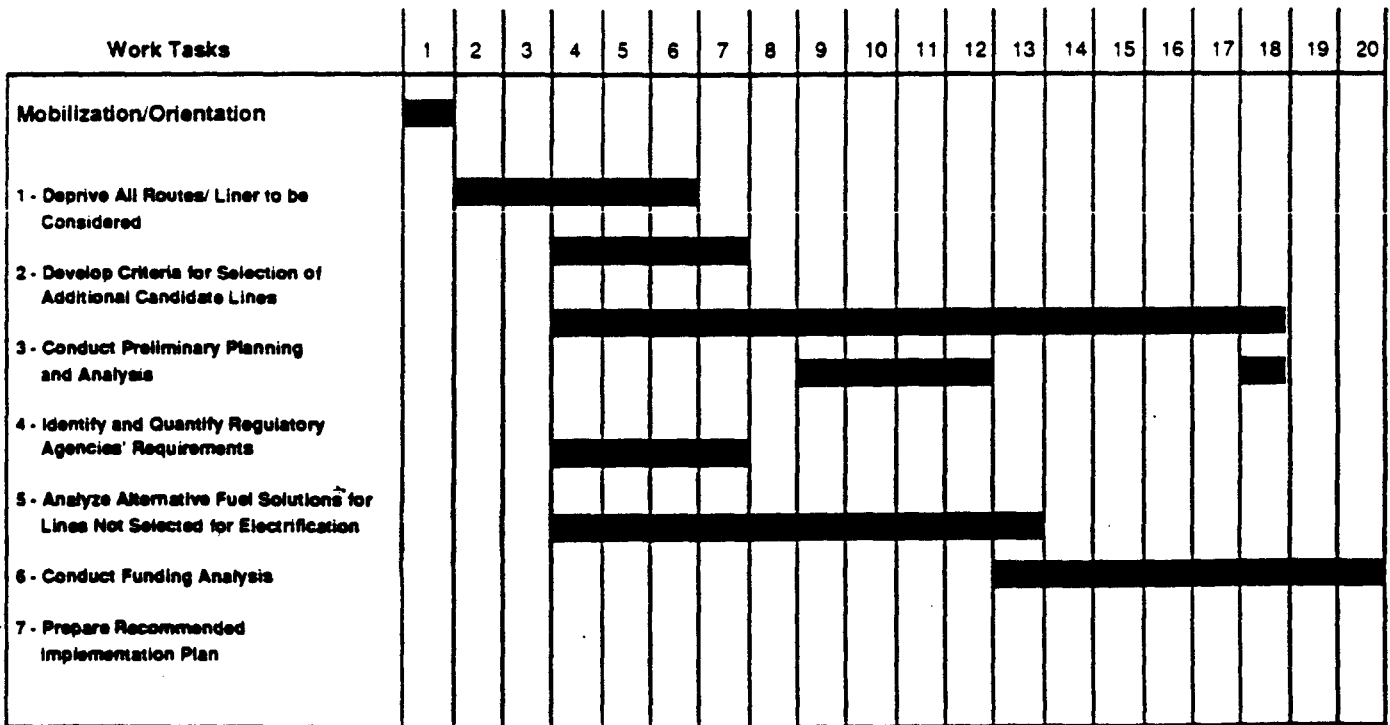 Work Tasks 1 2 3 4 5 6 7 8 9 10 11 12 13 14 15 16 17 18 19 20
Mobilization/Orientation
1 - Deprive All Routes/ Liner to be
Considered
2 - Develop Criteria for Selection of
Additional Candidate Lines
3 - Conduct Preliminary Planning
and Analysis
4 - Identify and Quantify Regulatory
Agencies' Requirements
5 - Analyze Alternative Fuel Solutions for
Lines Not Selected for Electrification
6 - Conduct Funding Analysis
7 - Prepare Recommended
Implementation Plan